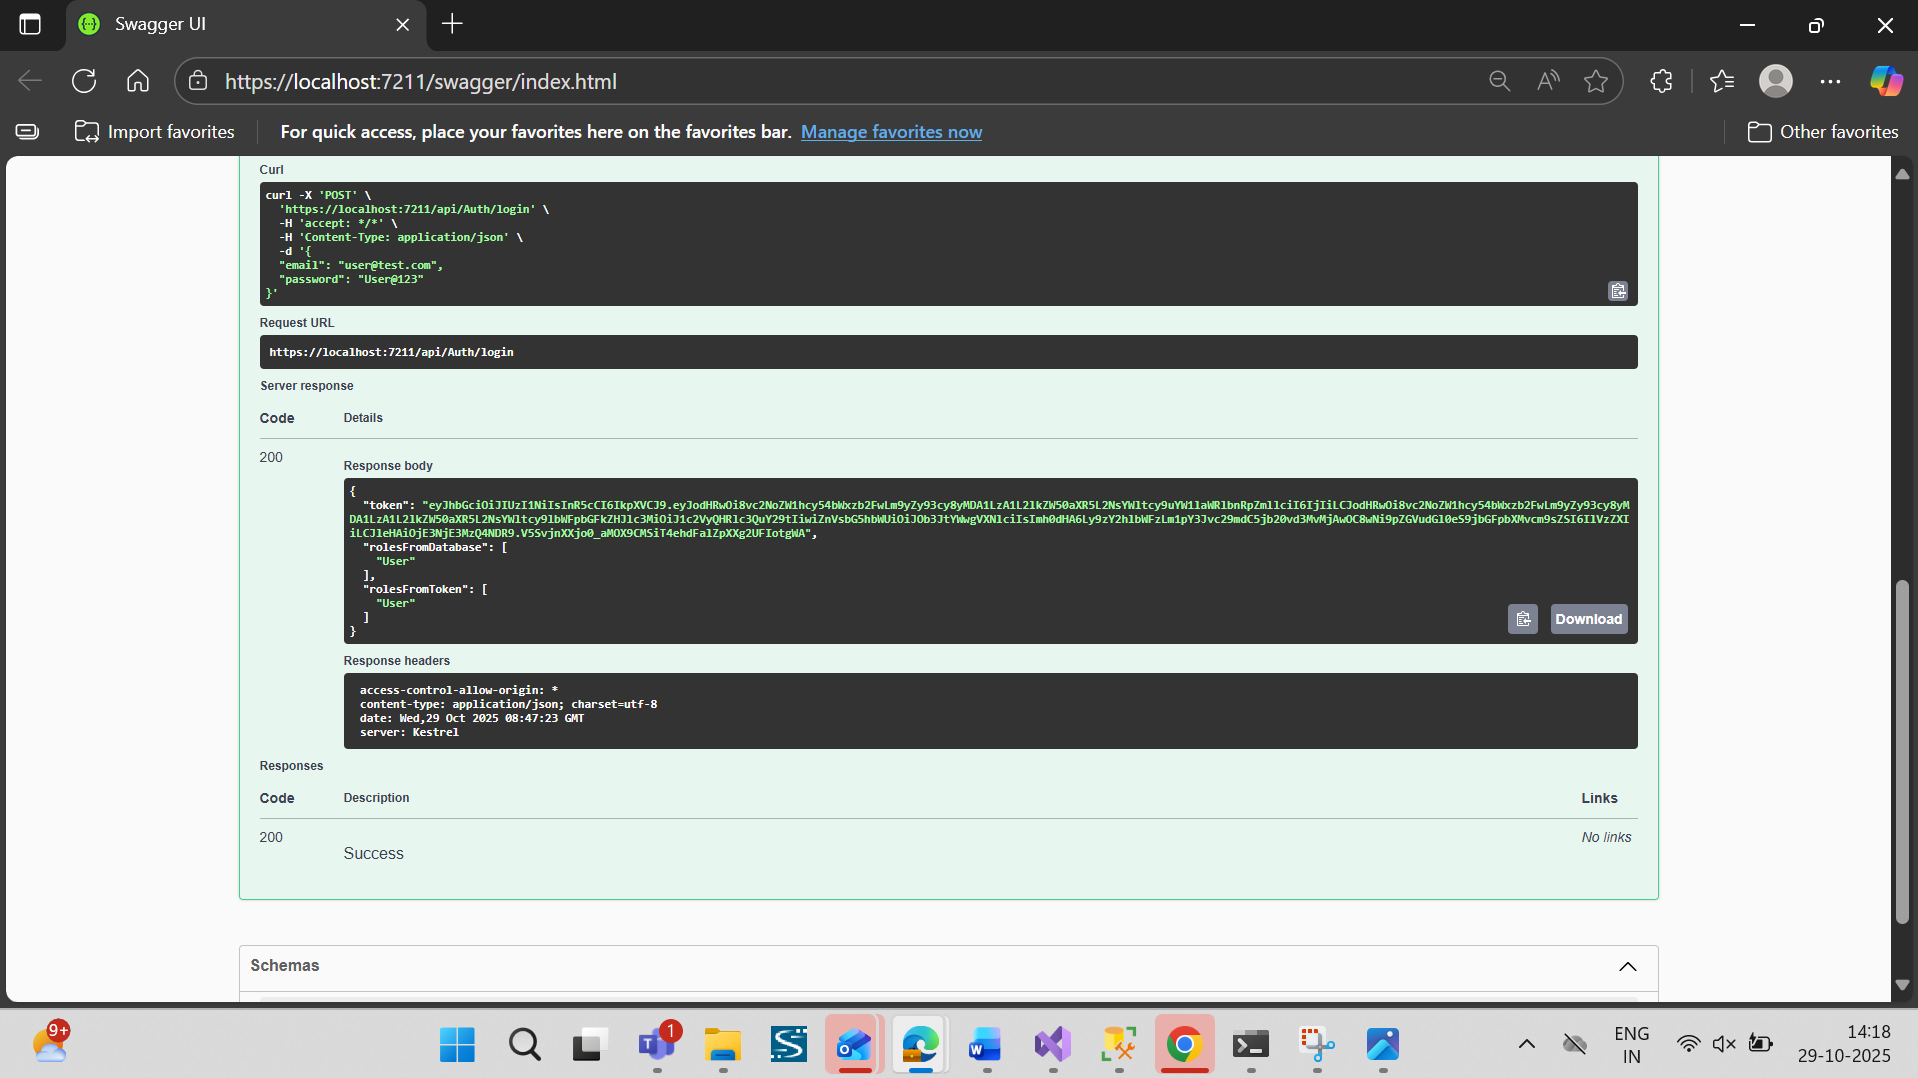 Swagger UI
https://localhost:7211/swagger/index.html
Import favorites
For quick access, place your favorites here on the favorites bar. Manage favorites now
Other favorites
Curl
curl -X 'POST' \
'https://localhost:7211/api/Auth/login' \
-H 'accept: */*' \
-H 'Content-Type: application/json' \
-d '{
"email": "user@test.com",
"password": "User@123"
}'
Request URL
https://localhost:7211/api/Auth/login
Server response
Code Details
200
Response body
{
"token":
"rolesFromDatabase": [
"User"
],
"rolesFromToken": [
"User"
]
}
Download
Response headers
access-control-allow-origin: *
content-type: application/json; charset=utf-8
date: Wed,29 Oct 2025 08:47:23 GMT
server: Kestrel
Responses
Code Description Links
200
Success
No links
Schemas
9+
1
ENG
IN
14:18
29-10-2025